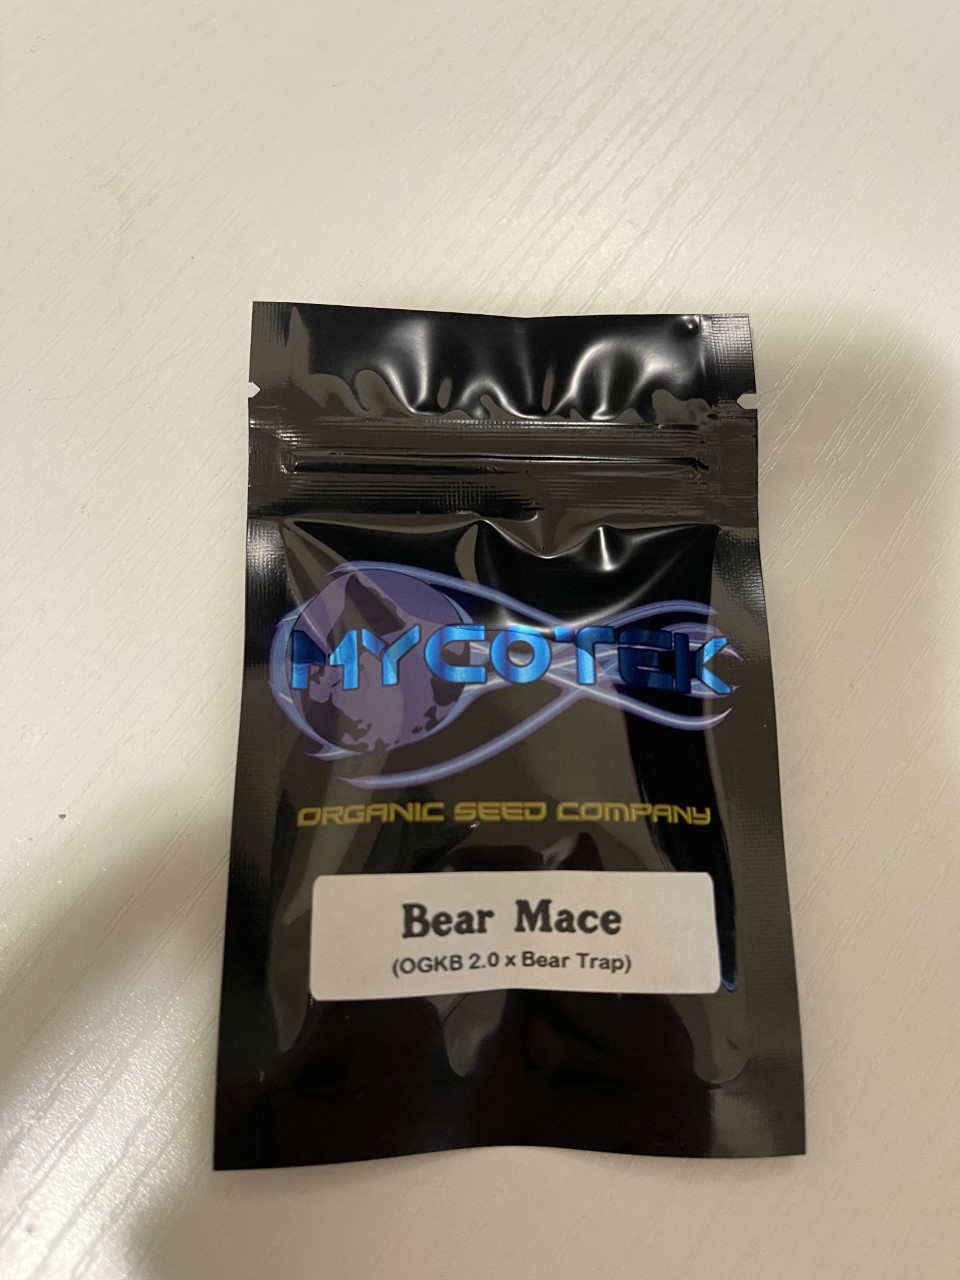 MYCOTEK
ORGANIC SEED COMPANY
Bear Mace
(OGKB 2.0 x Bear Trap)